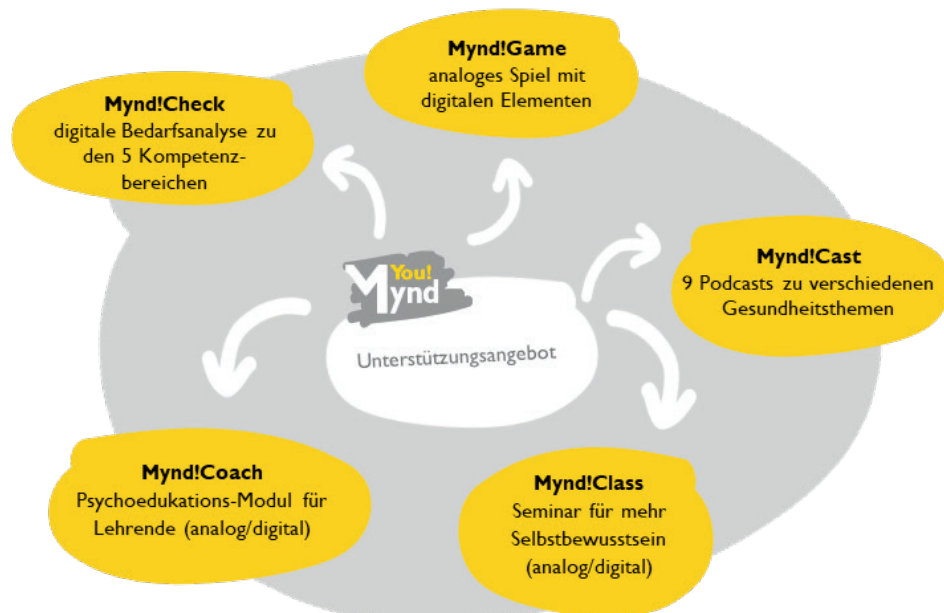 Mynd!Game
analoges Spiel mit
digitalen Elementen
Mynd!Check
digitale Bedarfsanalyse zu
den 5 Kompetenz-
bereichen
Mynd!Cast
9 Podcasts zu verschiedenen
Gesundheitsthemen
You!
Mynd
Unterstützungsangebot
Mynd!Coach
Psychoedukations-Modul für
Lehrende (analog/digital)
Mynd!Class
Seminar für mehr
Selbstbewusstsein
(analog/digital)